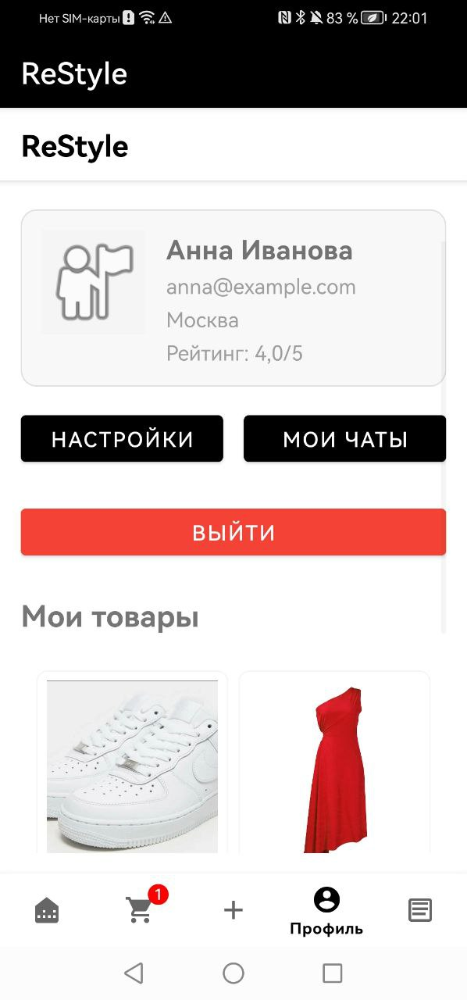 Нет SIM-карты 83 % 22:01
ReStyle
ReStyle
Анна Иванова
anna@example.com
Москва
Рейтинг: 4,0/5
НАСТРОЙКИ МОИ ЧАТЫ
ВЫЙТИ
Мои товары
1
Профиль